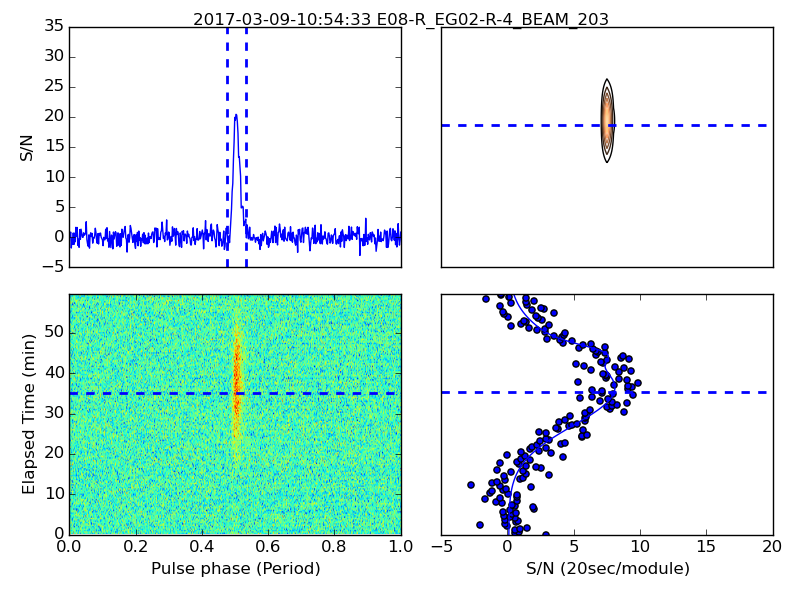 2017-03-09-10:54:33 E08-R_EG02-R-4_BEAM_203
35
30
25
20
15
10
5
0
−5
S/N
50
40
30
20
10
0
Elapsed Time (min)
0.0 0.2 0.4 0.6 0.8 1.0
Pulse phase (Period)
−5 0 5 10 15 20
S/N (20sec/module)